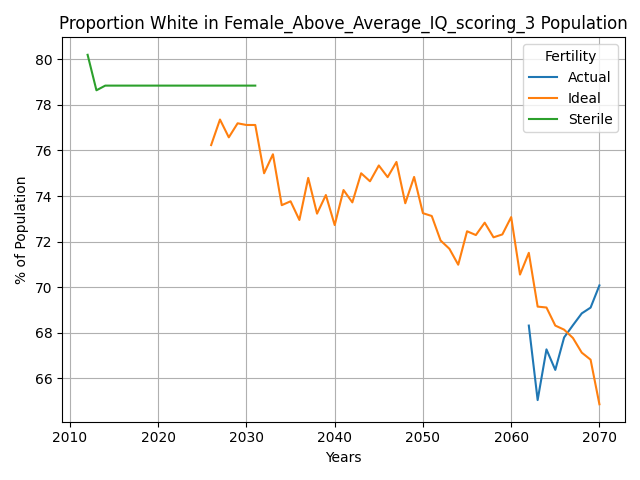 Proportion White in Female_Above_Average_IQ_scoring_3 Population
Fertility
Actual
Ideal
Sterile
% of Population
80
78
76
74
72
70
68
66
2010 2020 2030 2040 2050 2060 2070
Years